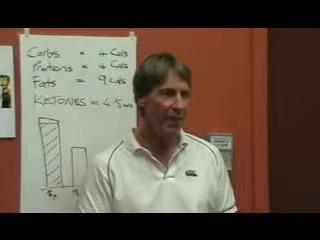 Carbs = 4 Cals
Proteins = 4 Cals
Fats = 9 cals
KETONES = 4.5